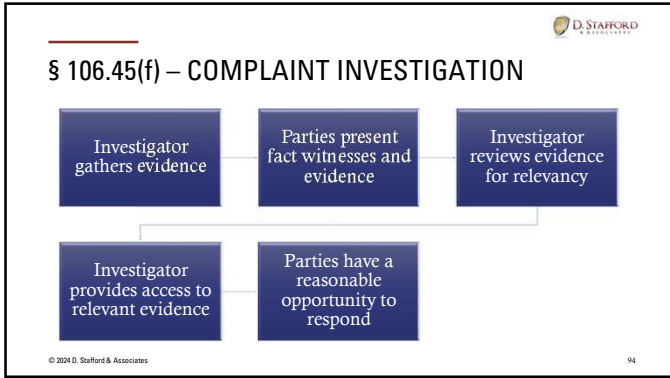 D. STAFFORD
& ASSOCIATES
§ 106.45(f) – COMPLAINT INVESTIGATION
Investigator
gathers evidence
Parties present
fact witnesses and
evidence
Investigator
reviews evidence
for relevancy
Investigator
provides access to
relevant evidence
Parties have a
reasonable
opportunity to
respond
© 2024 D. Stafford & Associates
94